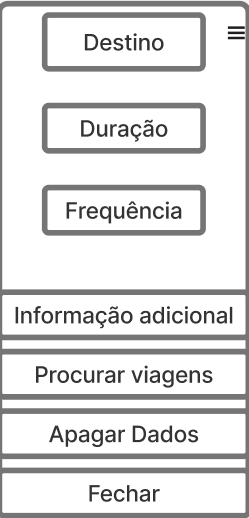 Destino
Duração
Frequência
Informação adicional
Procurar viagens
Apagar Dados
Fechar